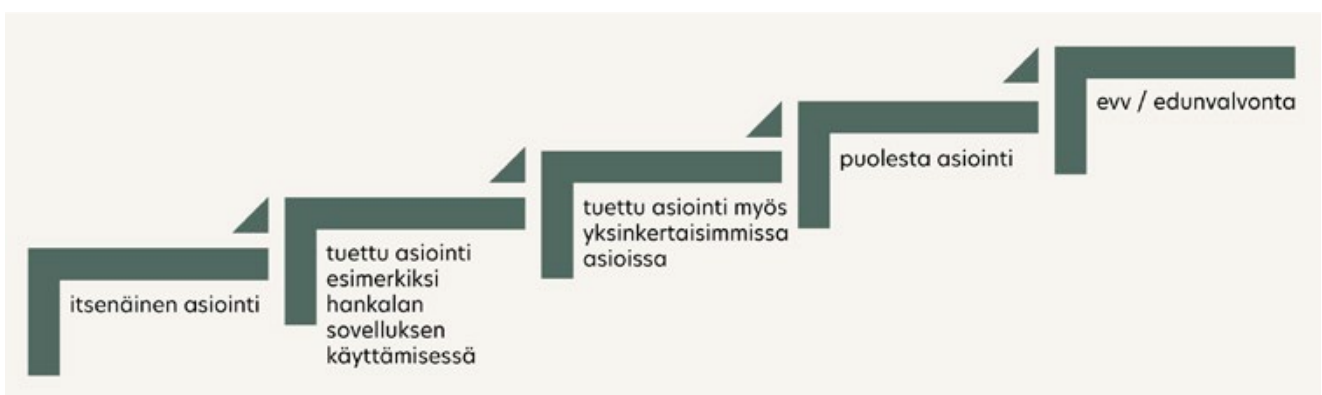 itsenäinen asiointi
tuettu asiointi
esimerkiksi
hankalan
sovelluksen
käyttämisessä
tuettu asiointi myös
yksinkertaisimmissa
asioissa
puolesta asiointi
evv / edunvalvonta